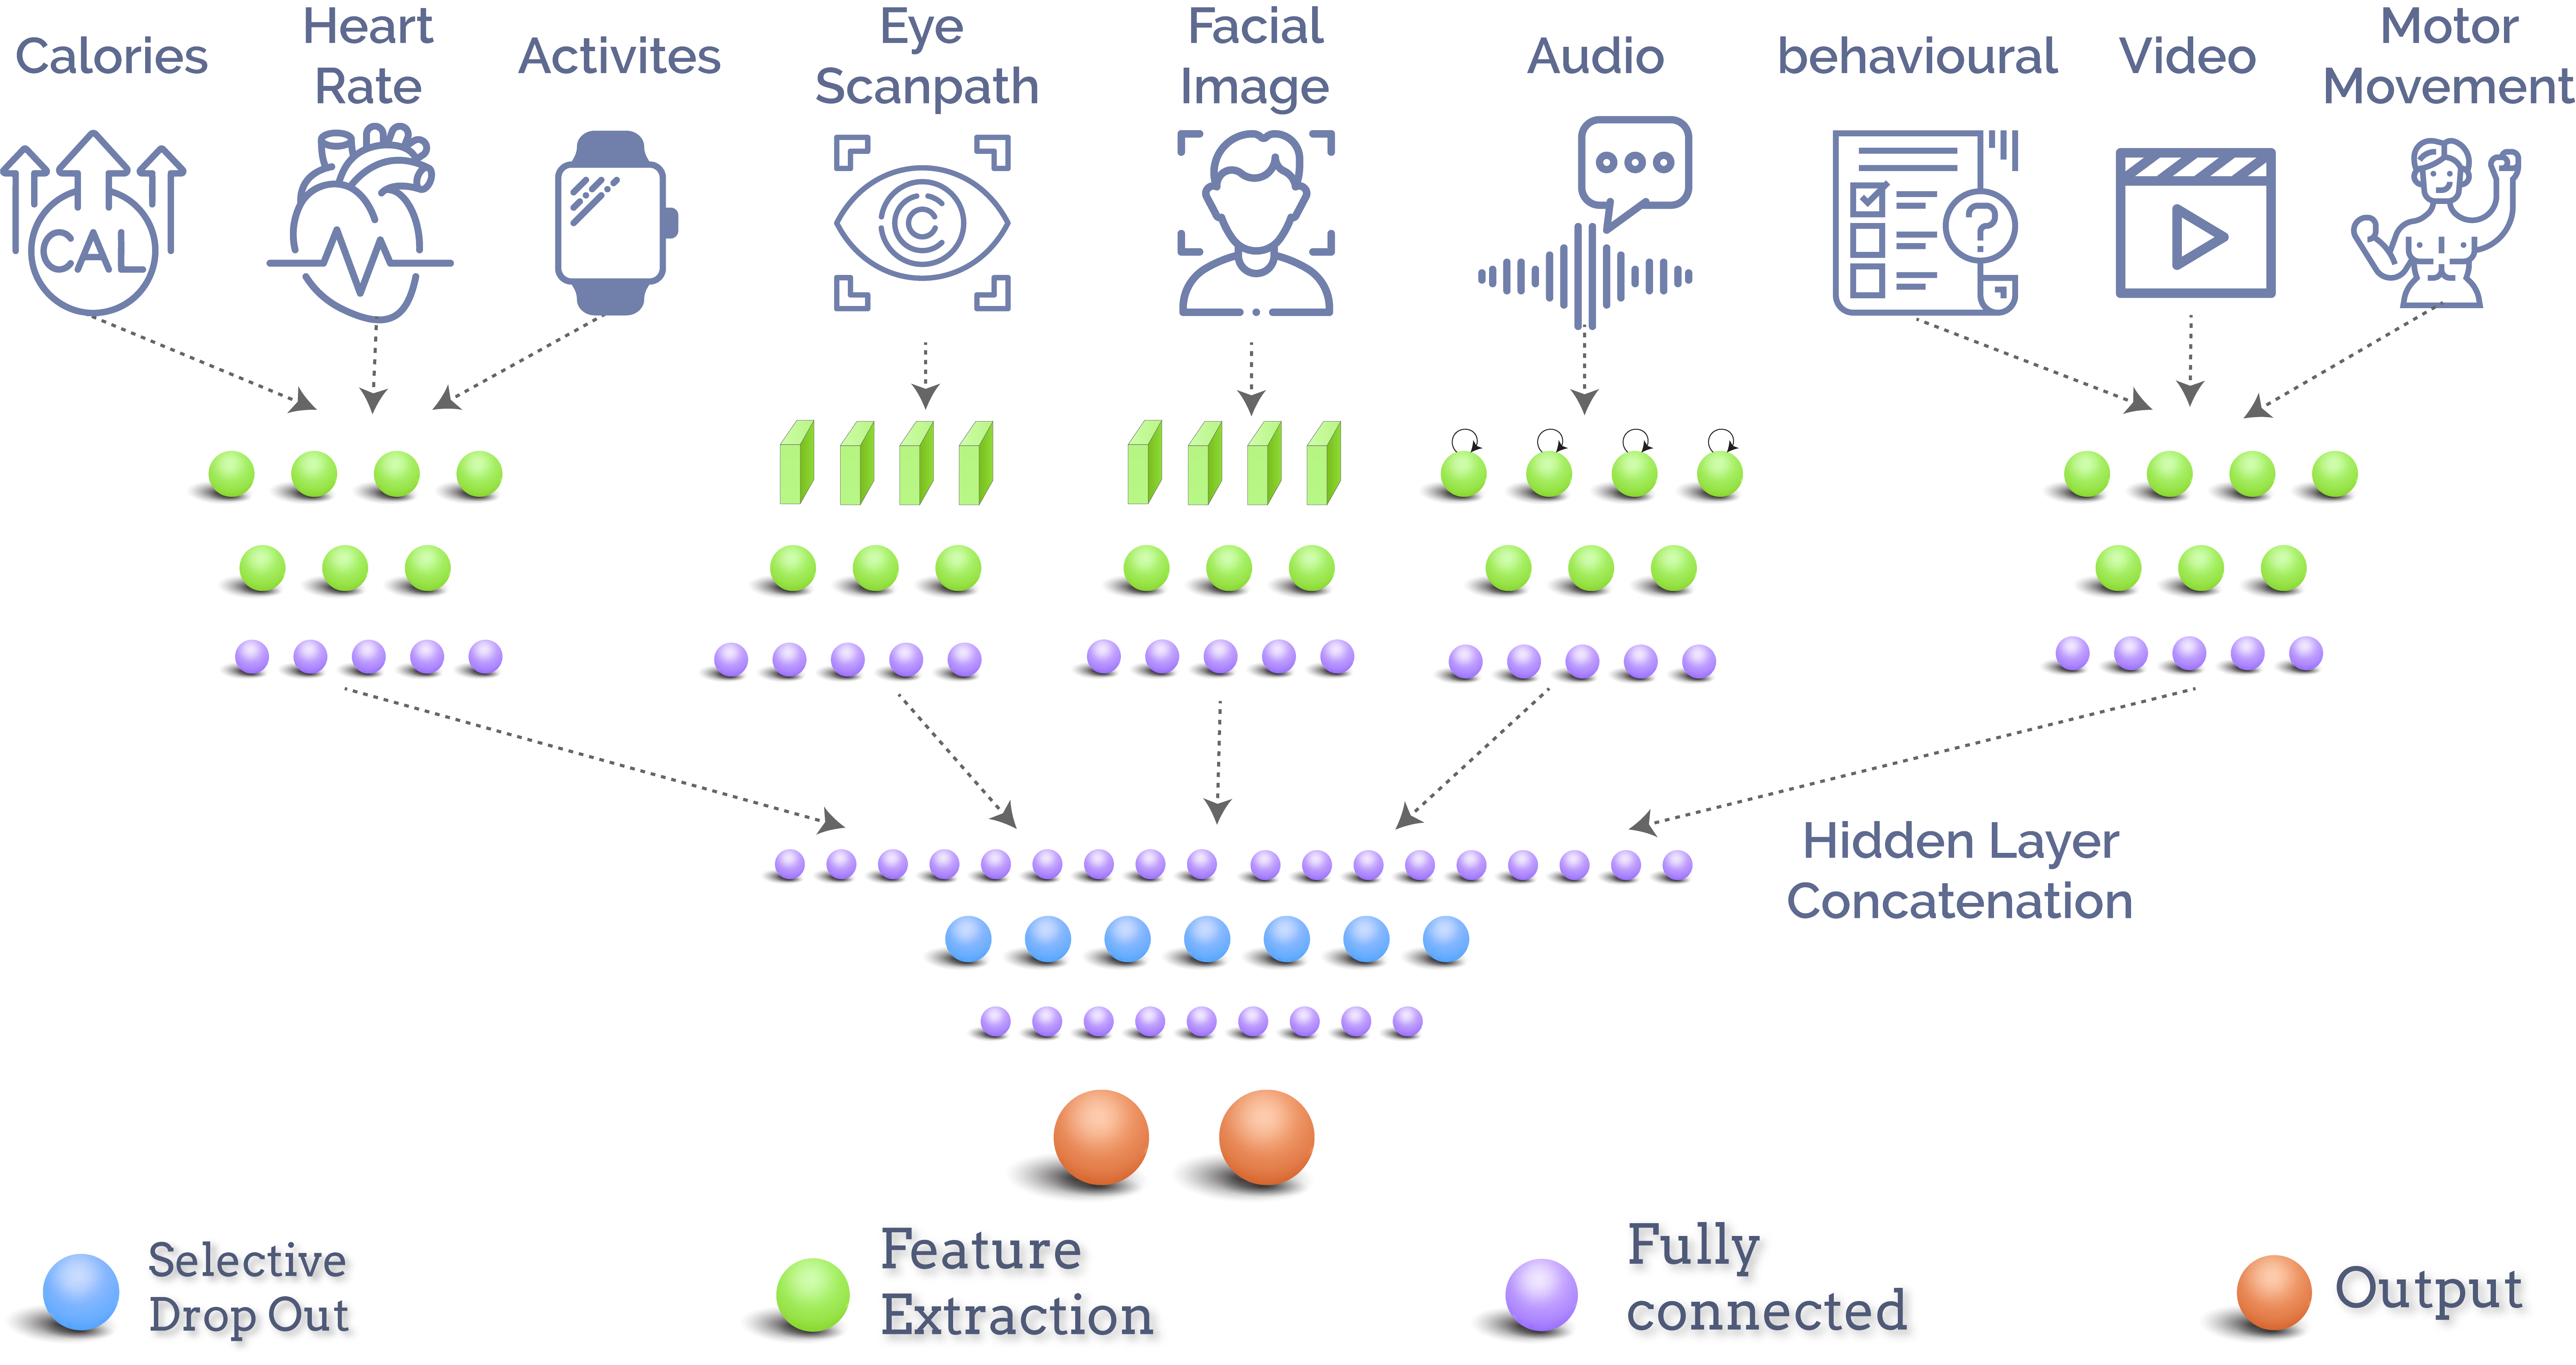 Calories
Heart
Rate
Activites
Eye
Scanpath
Facial
Image
Audio
behavioural
Video
Motor
Movement
CAL
?
Hidden Layer
Concatenation
Selective
Drop Out
Feature
Extraction
Fully
connected
Output